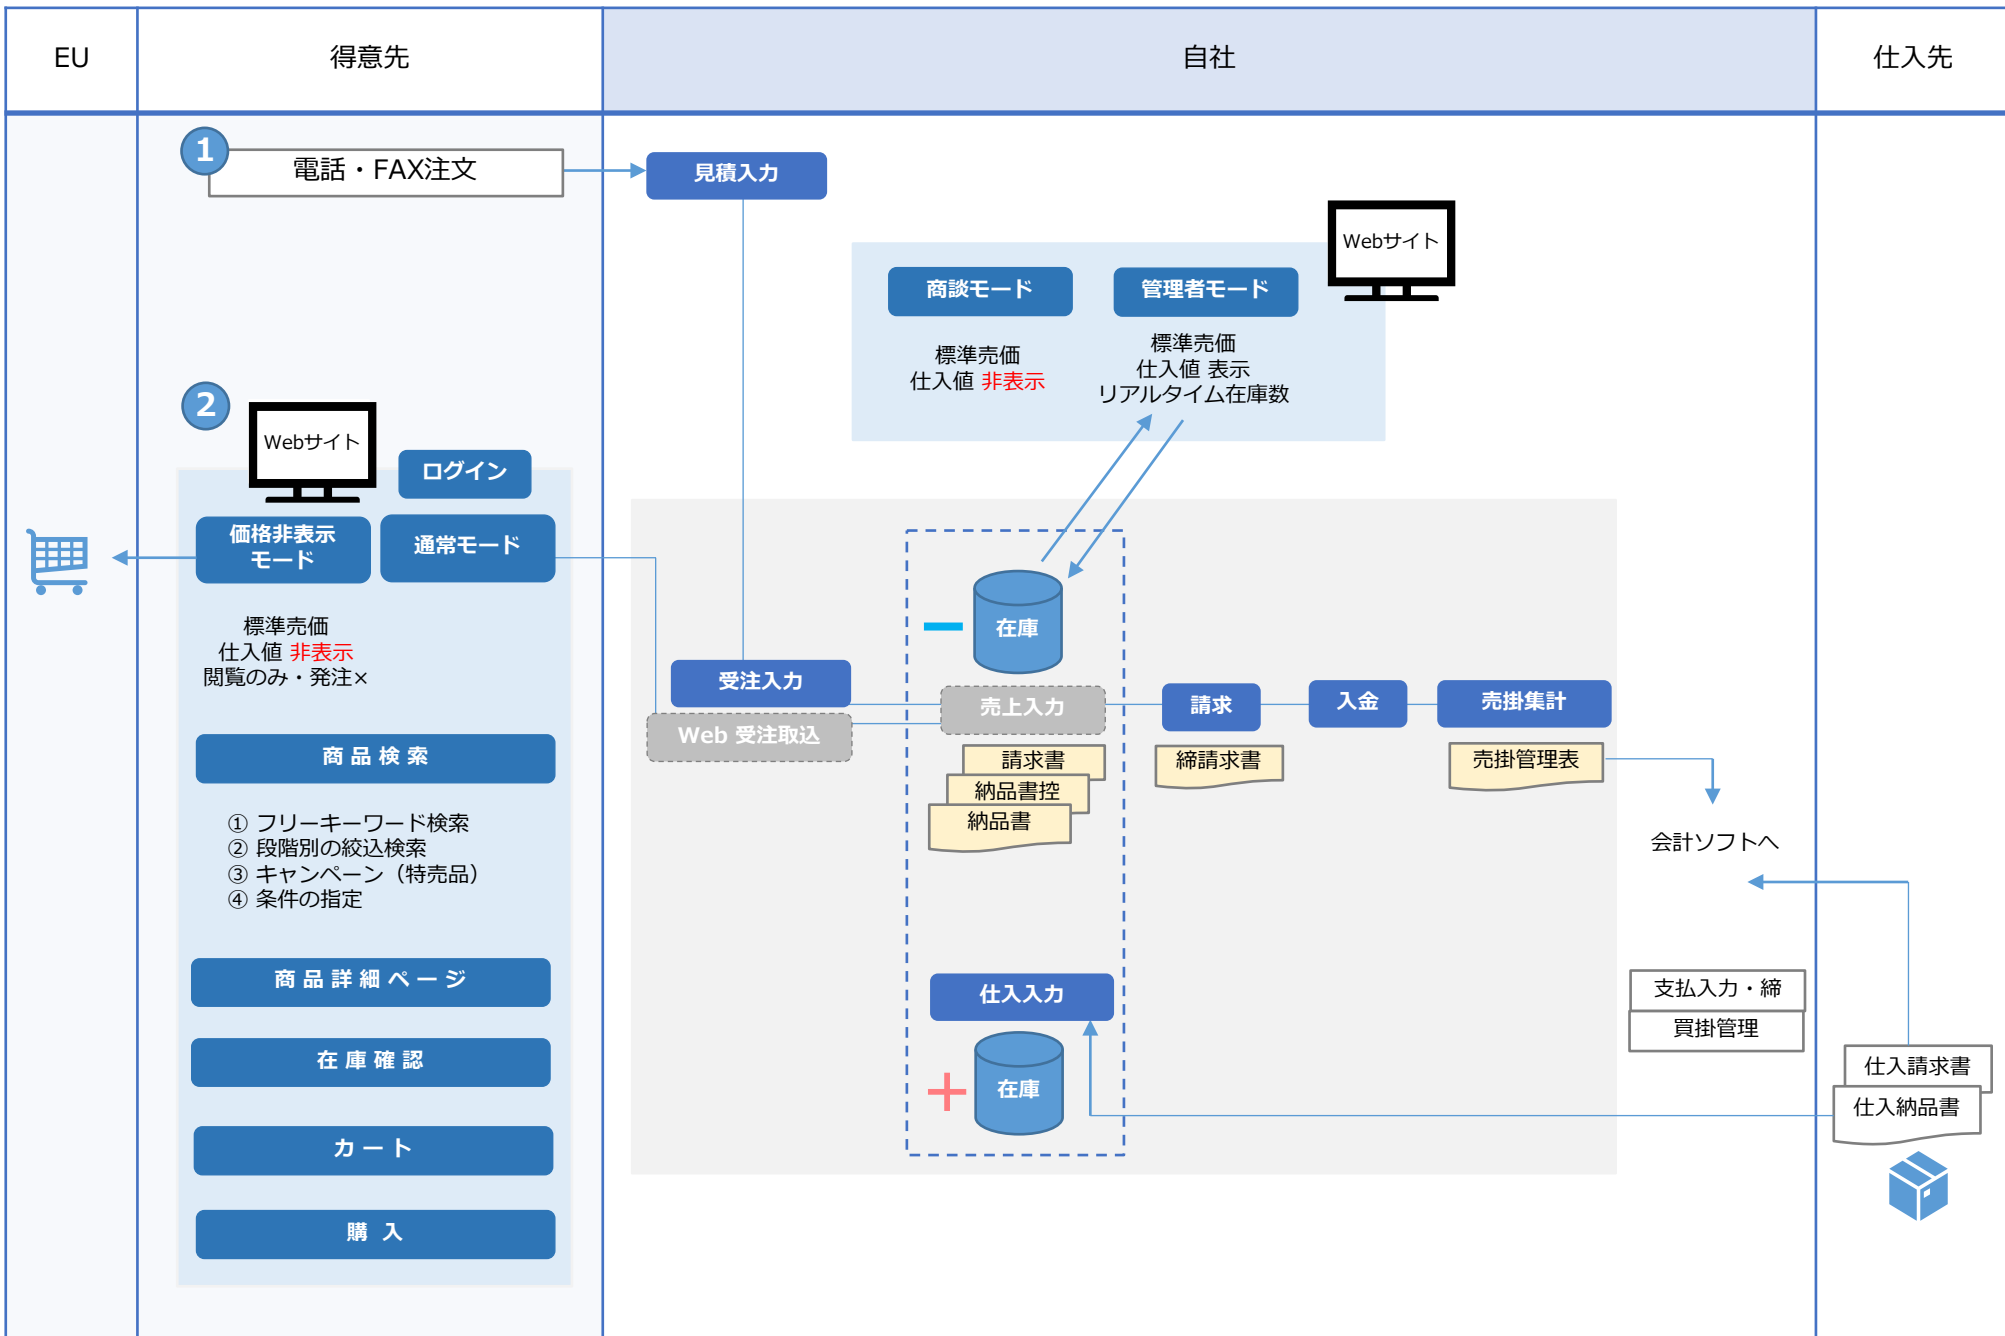 EU
得意先
自社
仕入先
1
電話・FAX注文
見積入力
Webサイト
商談モード
管理者モード
標準売価
仕入値 非表示
標準売価
仕入値 表示
リアルタイム在庫数
2
Webサイト
ログイン
価格非表示
モード
通常モード
標準売価
仕入値 非表示
閲覧のみ・発注×
商品検索
① フリーキーワード検索
② 段階別の絞込検索
③ キャンペーン（特売品）
④ 条件の指定
商品詳細ページ
在庫確認
カート
購入
在庫
受注入力
Web 受注取込
売上入力
請求
入金
売掛集計
請求書
納品書控
納品書
締請求書
売掛管理表
会計ソフトへ
仕入入力
在庫
支払入力・締
買掛管理
仕入請求書
仕入納品書